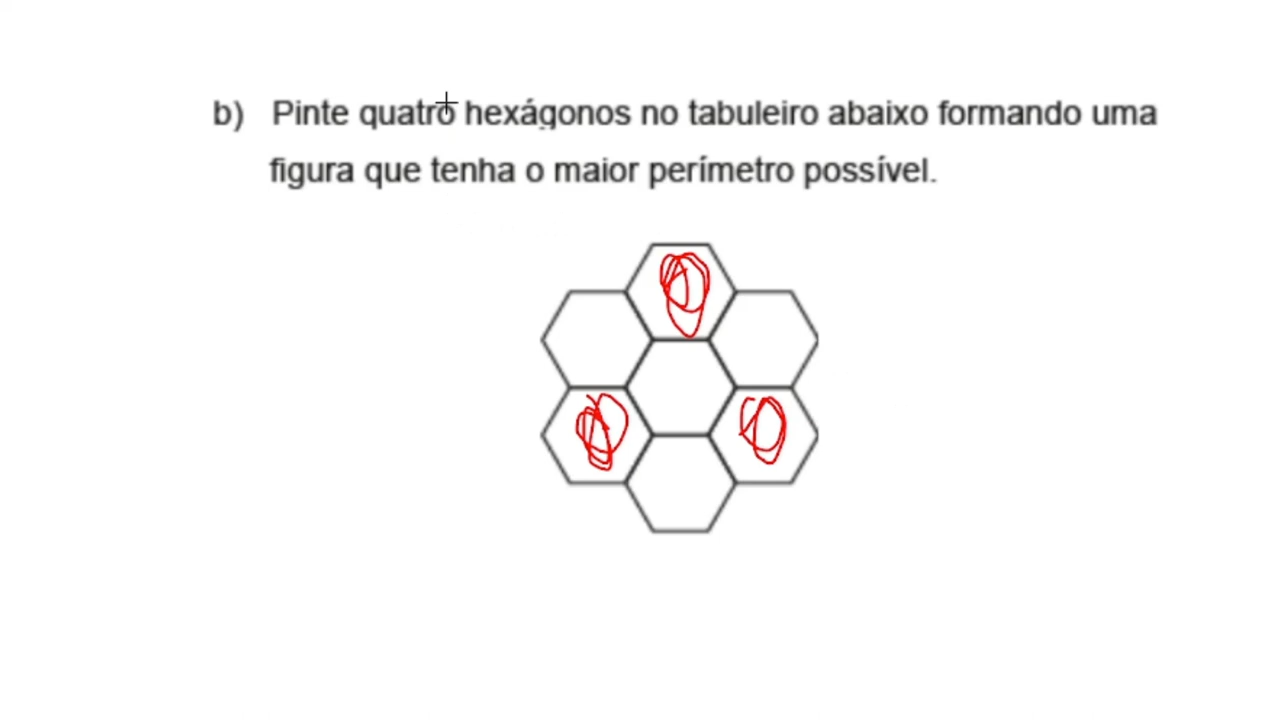 b) Pinte quatro hexágonos no tabuleiro abaixo formando uma
figura que tenha o maior perímetro possível.